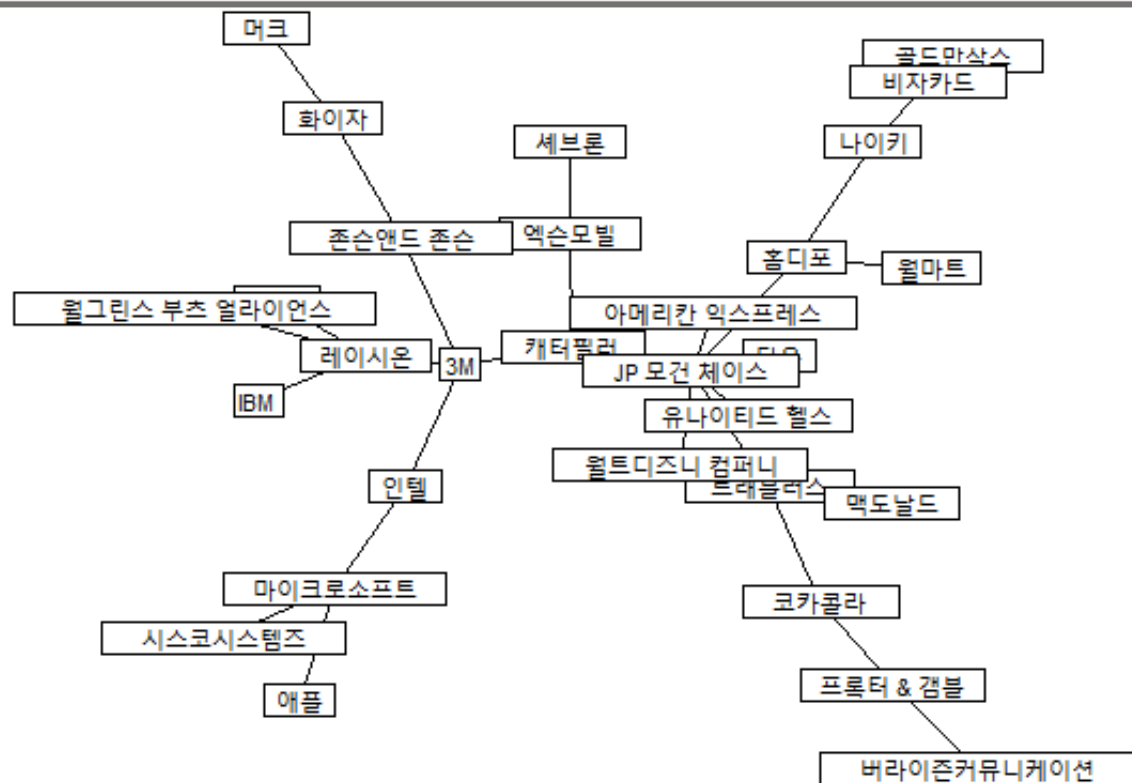 머크
골드만삭스
비자카드
화이자
나이키
셰브론
존슨앤드 존슨
엑슨모빌
홈디포
월마트
월그린스 부츠 얼라이언스
아메리칸 익스프레스
레이시온
3M
캐터필러
JP 모건 체이스
IBM
유나이티드 헬스
월트디즈니 컴퍼니
인텔
트래블러스
맥도날드
마이크로소프트
코카콜라
시스코시스템즈
애플
프록터 & 갬블
버라이즌커뮤니케이션